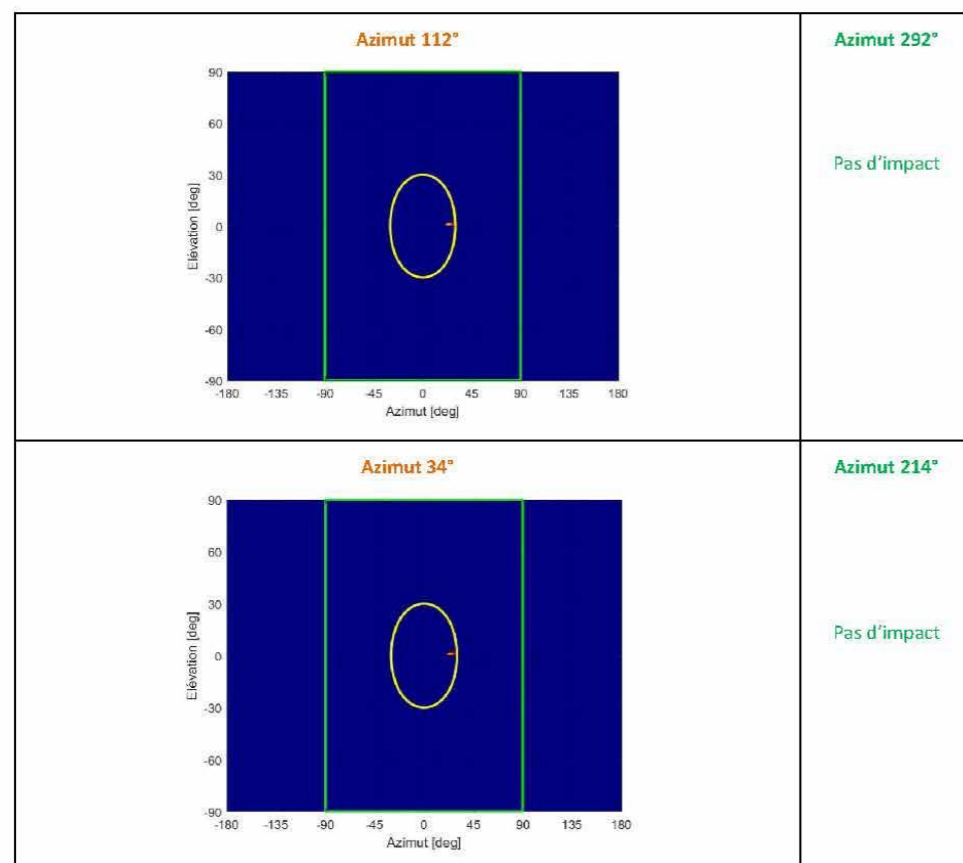 Azimut 112°
Azimut 292°
Pas d'impact
90
60
30
0
-30
-60
-90
Elévation [deg]
-180 -135 -90 -45 0 45 90 135 180
Azimut [deg]
Azimut 34°
Azimut 214°
Pas d'impact
90
60
30
0
-30
-60
-90
Elévation [deg]
-180 -135 -90 -45 0 45 90 135 180
Azimut [deg]